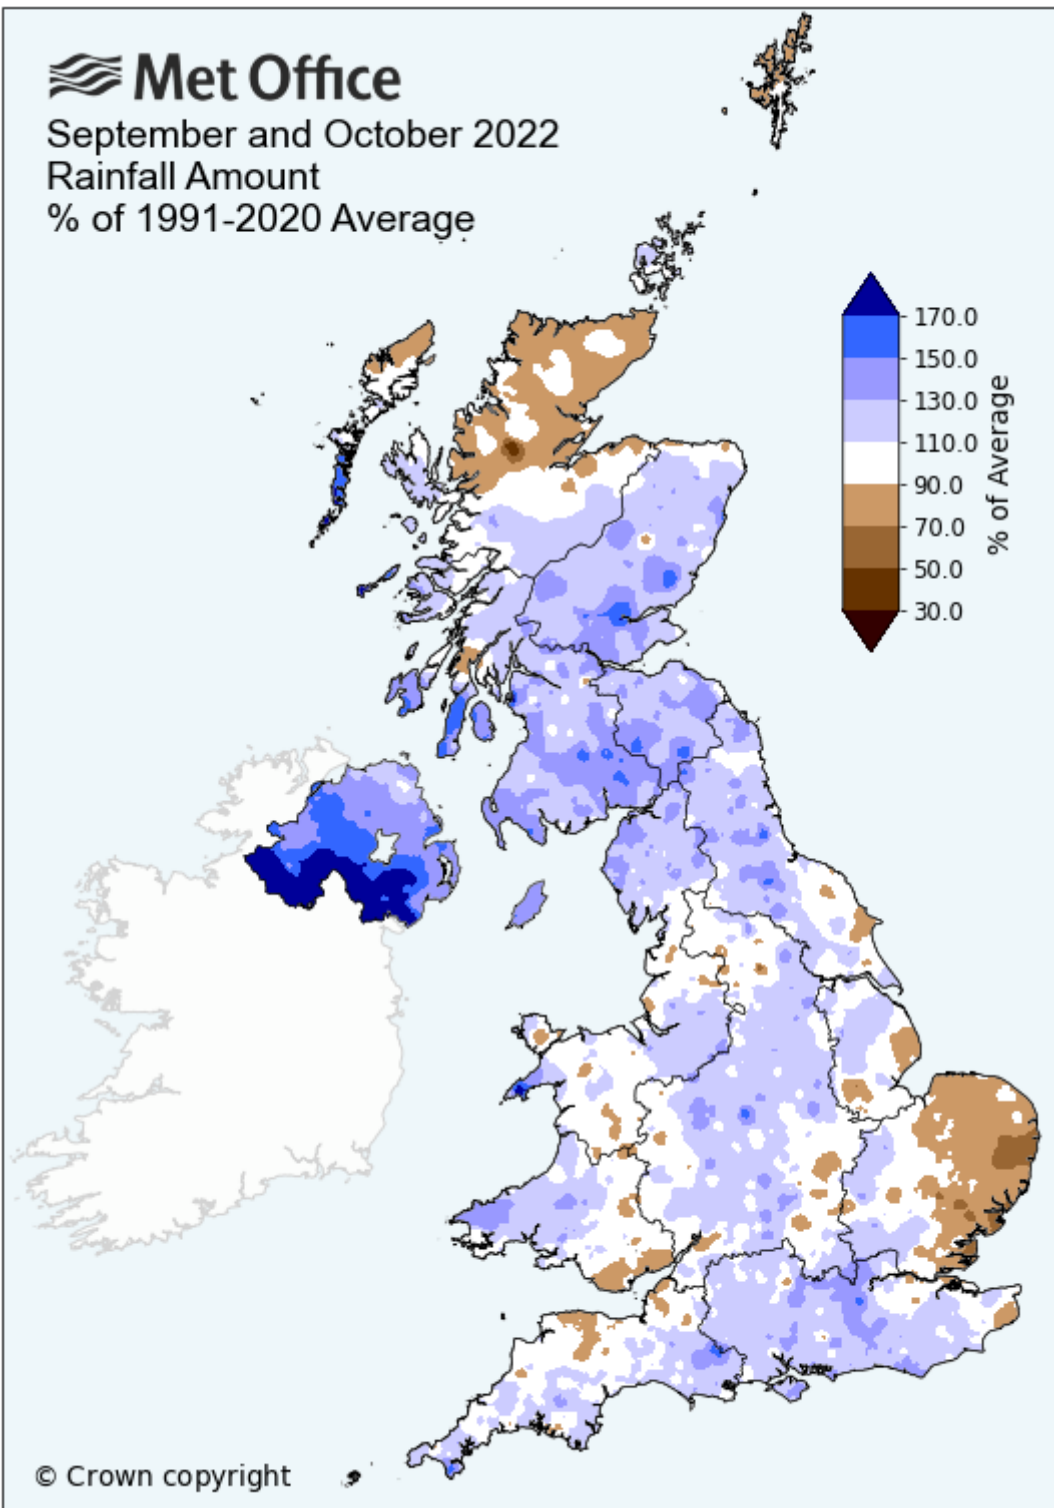 Met Office
September and October 2022
Rainfall Amount
% of 1991-2020 Average
170.0
150.0
130.0
110.0
90.0
70.0
50.0
30.0
% of Average
© Crown copyright